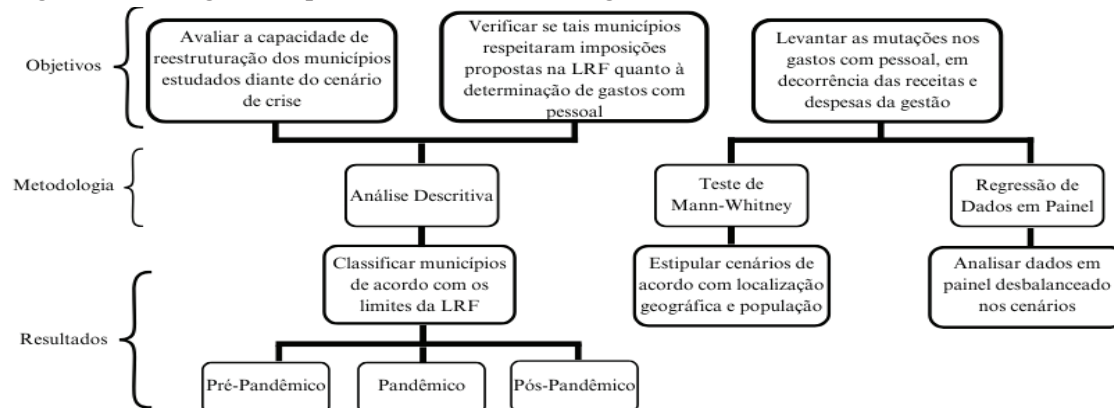 Objetivos
Avaliar a capacidade de
reestruturação dos municípios
estudados diante do cenário
de crise
Verificar se tais municípios
respeitaram imposições
propostas na LRF quanto à
determinação de gastos com
pessoal
Levantar as mutações nos
gastos com pessoal, em
decorrência das receitas e
despesas da gestão
Metodologia
Análise Descritiva
Teste de
Mann-Whitney
Regressão de
Dados em Painel
Resultados
Classificar municípios
de acordo com os
limites da LRF
Estipular cenários de
acordo com localização
geográfica e população
Analisar dados em
painel desbalanceado
nos cenários
Pré-Pandêmico
Pandêmico
Pós-Pandêmico